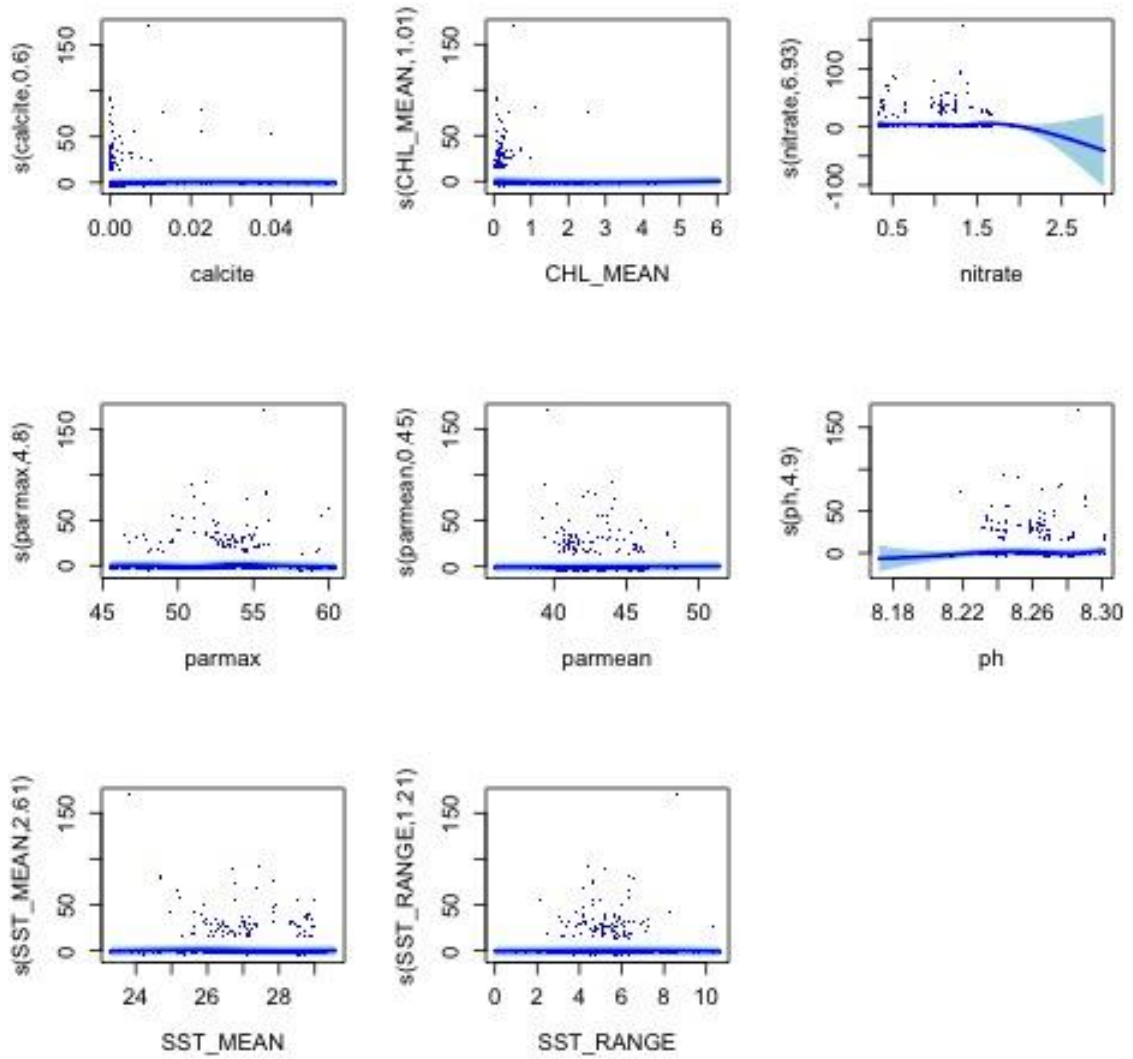 s(calcite,0.6)
150
50
0
0.00 0.02 0.04
calcite
s(CHL_MEAN,1.01)
150
50
0
0 1 2 3 4 5 6
CHL_MEAN
s(nitrate,6.93)
100
0
-100
0.5 1.5 2.5
nitrate
s(parmax,4.8)
150
50
0
45 50 55 60
parmax
s(parmean,0.45)
150
50
0
40 45 50
parmean
s(ph,4.9)
150
50
0
8.18 8.22 8.26 8.30
ph
s(SST_MEAN,2.61)
150
50
0
24 26 28
SST_MEAN
s(SST_RANGE,1.21)
150
50
0
0 2 4 6 8 10
SST_RANGE